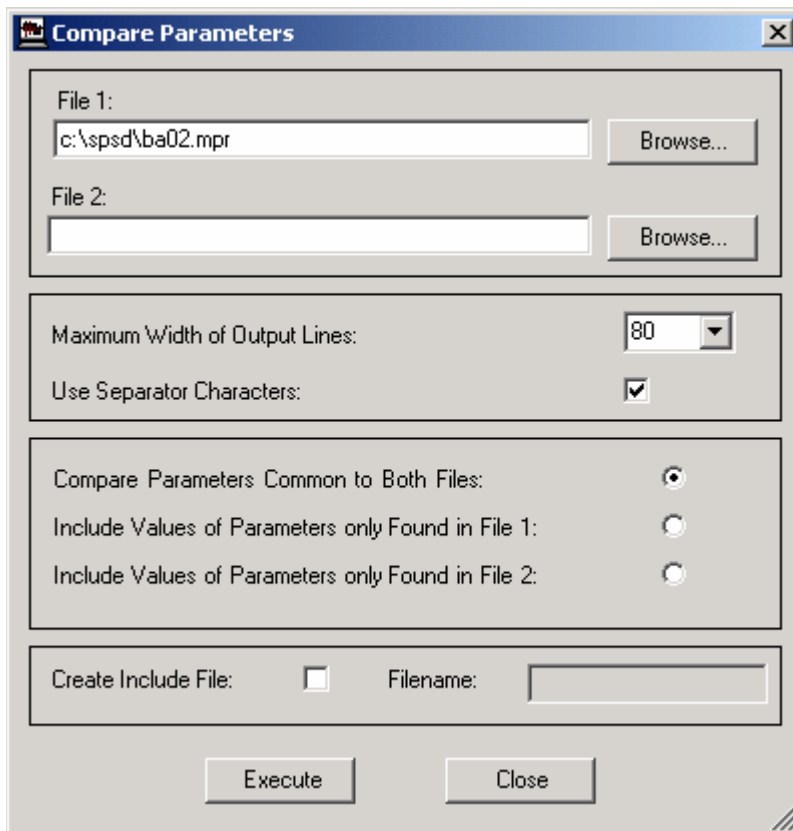 Compare Parameters
File 1:
c:\spsd\ba02.mpr
Browse...
File 2:
Browse...
Maximum Width of Output Lines:
80
Use Separator Characters:
Compare Parameters Common to Both Files:
Include Values of Parameters only Found in File 1:
Include Values of Parameters only Found in File 2:
Create Include File:
Filename:
Execute
Close